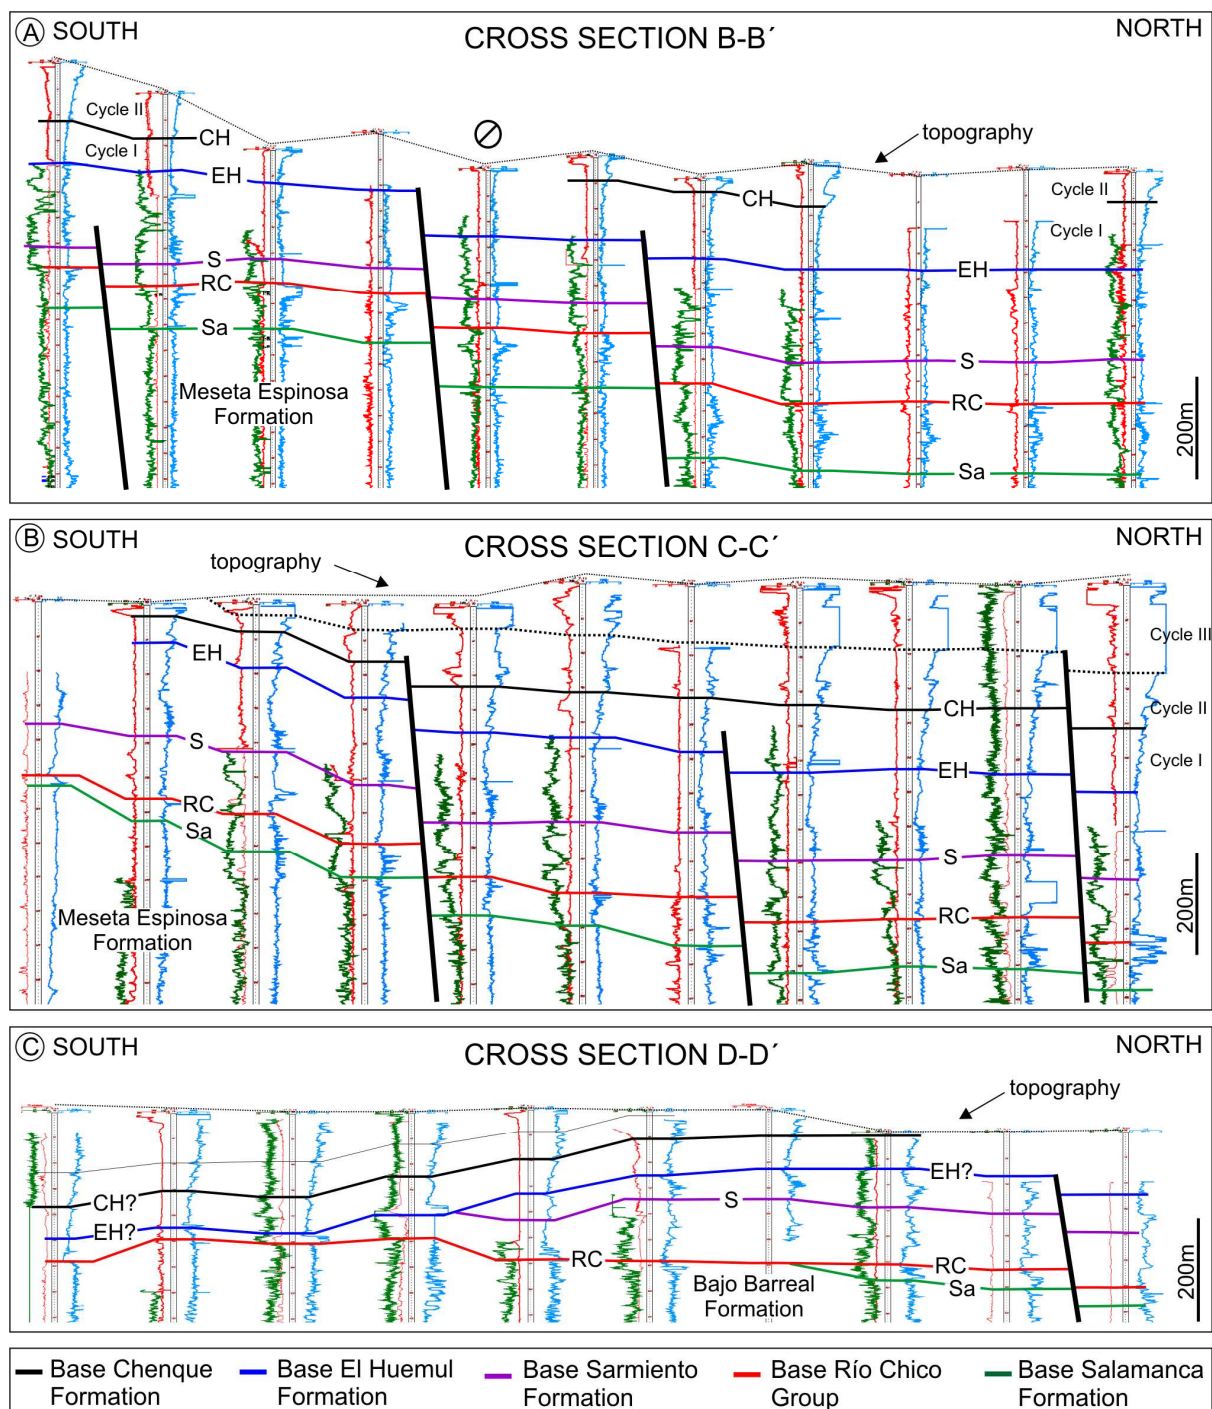 A SOUTH
CROSS SECTION B-B´
NORTH
Cycle II
CH
Cycle I
EH
topography
CH
Cycle II
Cycle I
S
EH
RC
Sa
S
RC
Sa
Meseta Espinosa
Formation
200m
B SOUTH
CROSS SECTION C-C´
NORTH
topography
Cycle III
EH
CH
Cycle II
S
EH
Cycle I
RC
Sa
S
RC
Sa
Meseta Espinosa
Formation
200m
C SOUTH
CROSS SECTION D-D´
NORTH
topography
CH?
EH?
EH?
S
RC
RC
Sa
Bajo Barreal
Formation
200m
Base Chenque
Formation
Base El Huemul
Formation
Base Sarmiento
Formation
Base Río Chico
Group
Base Salamanca
Formation